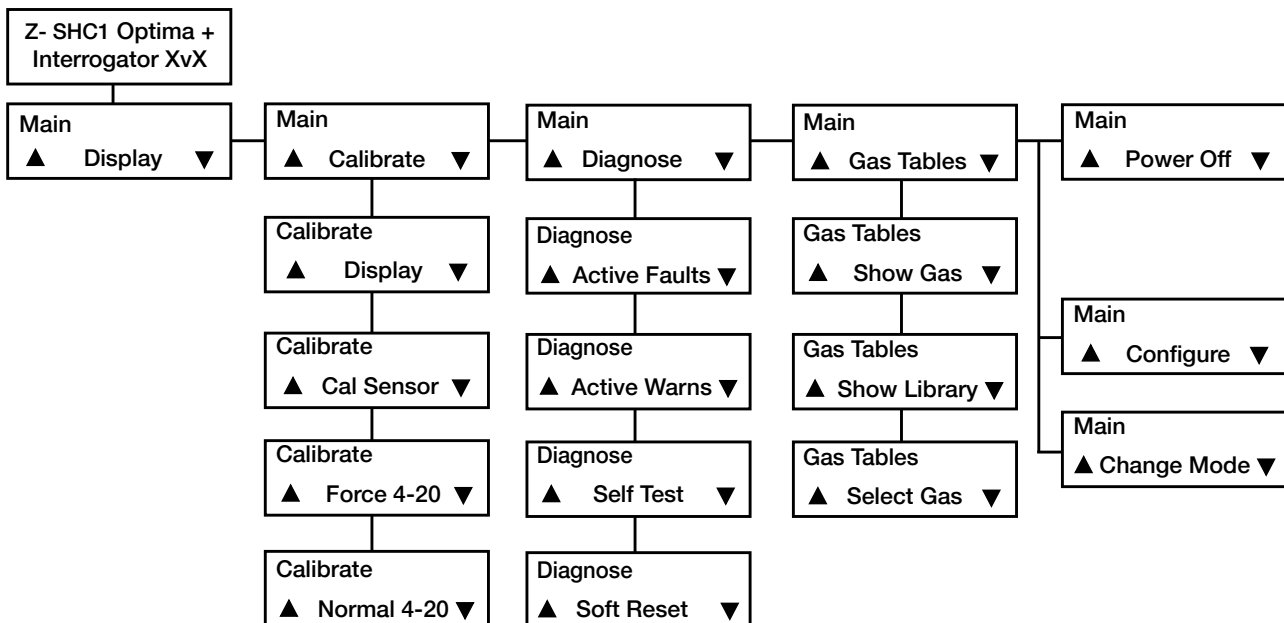 Z- SHC1 Optima +
Interrogator XvX
Main
▲ Display ▼
Main
▲ Calibrate ▼
Main
▲ Diagnose ▼
Main
▲ Gas Tables ▼
Main
▲ Power Off ▼
Calibrate
▲ Display ▼
Diagnose
▲ Active Faults ▼
Gas Tables
▲ Show Gas ▼
Main
▲ Configure ▼
Calibrate
▲ Cal Sensor ▼
Diagnose
▲ Active Warns ▼
Gas Tables
▲ Show Library ▼
Main
▲ Change Mode ▼
Calibrate
▲ Force 4-20 ▼
Diagnose
▲ Self Test ▼
Gas Tables
▲ Select Gas ▼
Calibrate
▲ Normal 4-20 ▼
Diagnose
▲ Soft Reset ▼